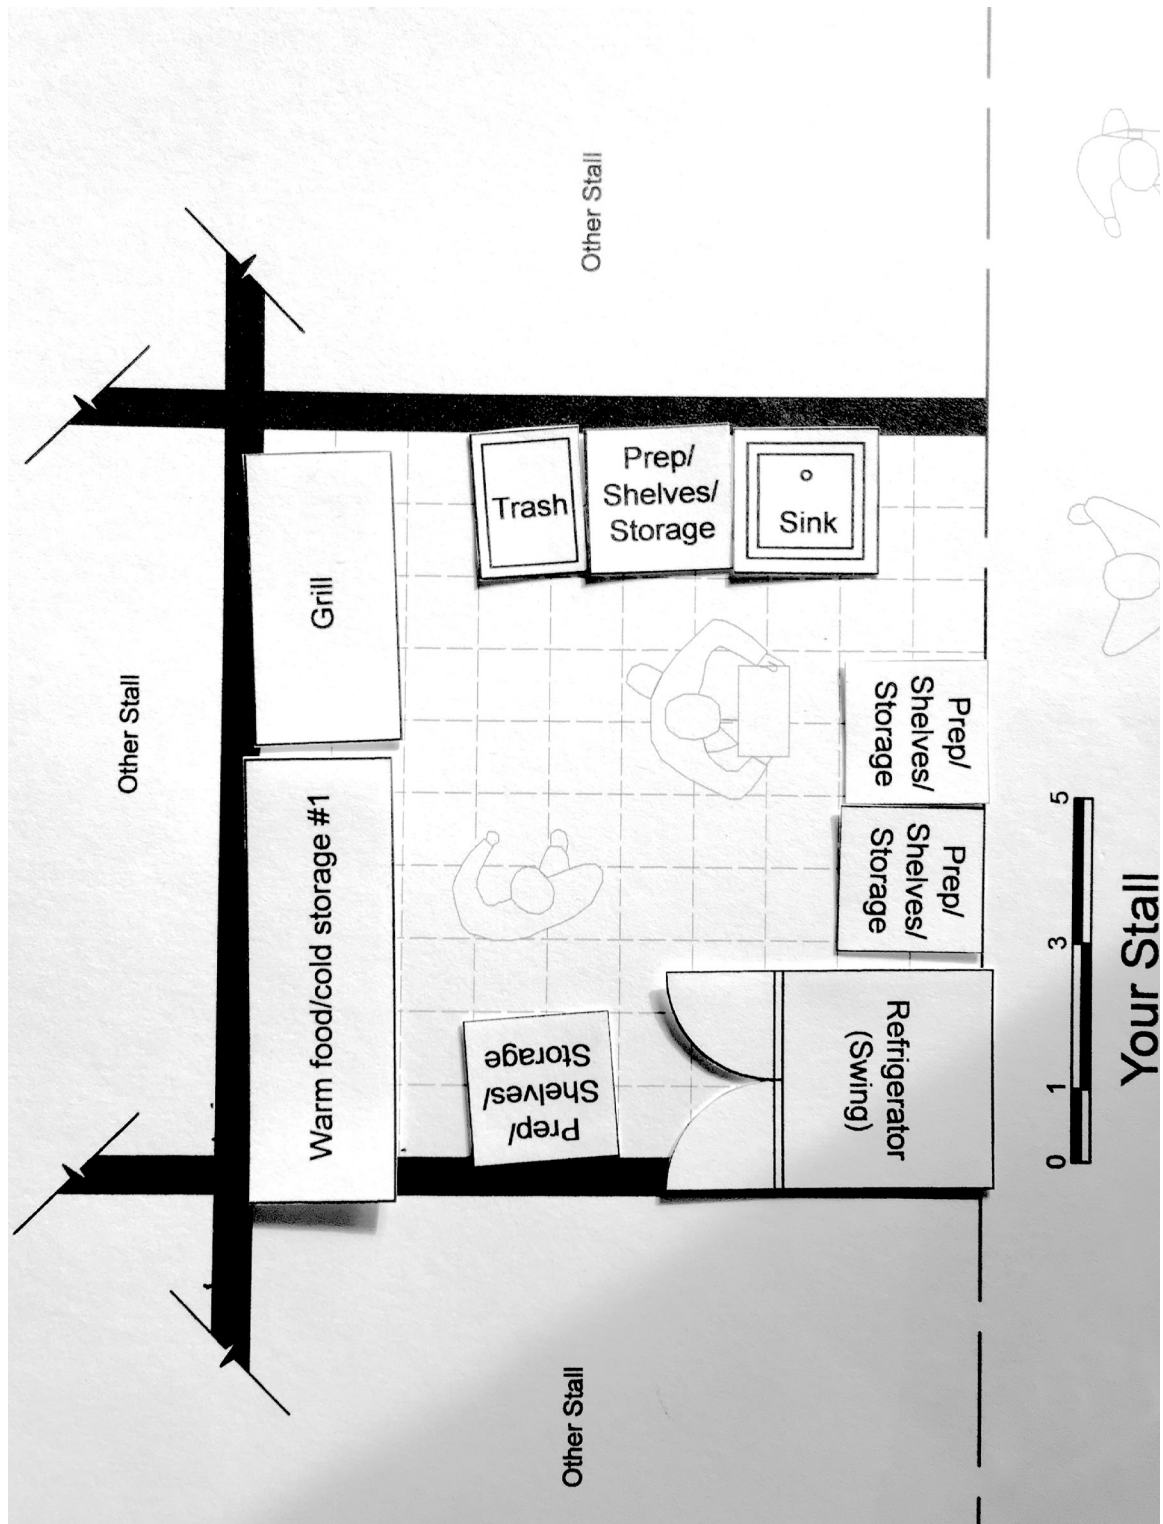 Other Stall
Trash
Prep/
Shelves/
Storage
Sink
Grill
Other Stall
Prep/
Shelves/
Storage
Prep/
Shelves/
Storage
Warm food/cold storage #1
Prep/
Shelves/
Storage
Refrigerator
(Swing)
0
1
3
5
Your Stall
Other Stall